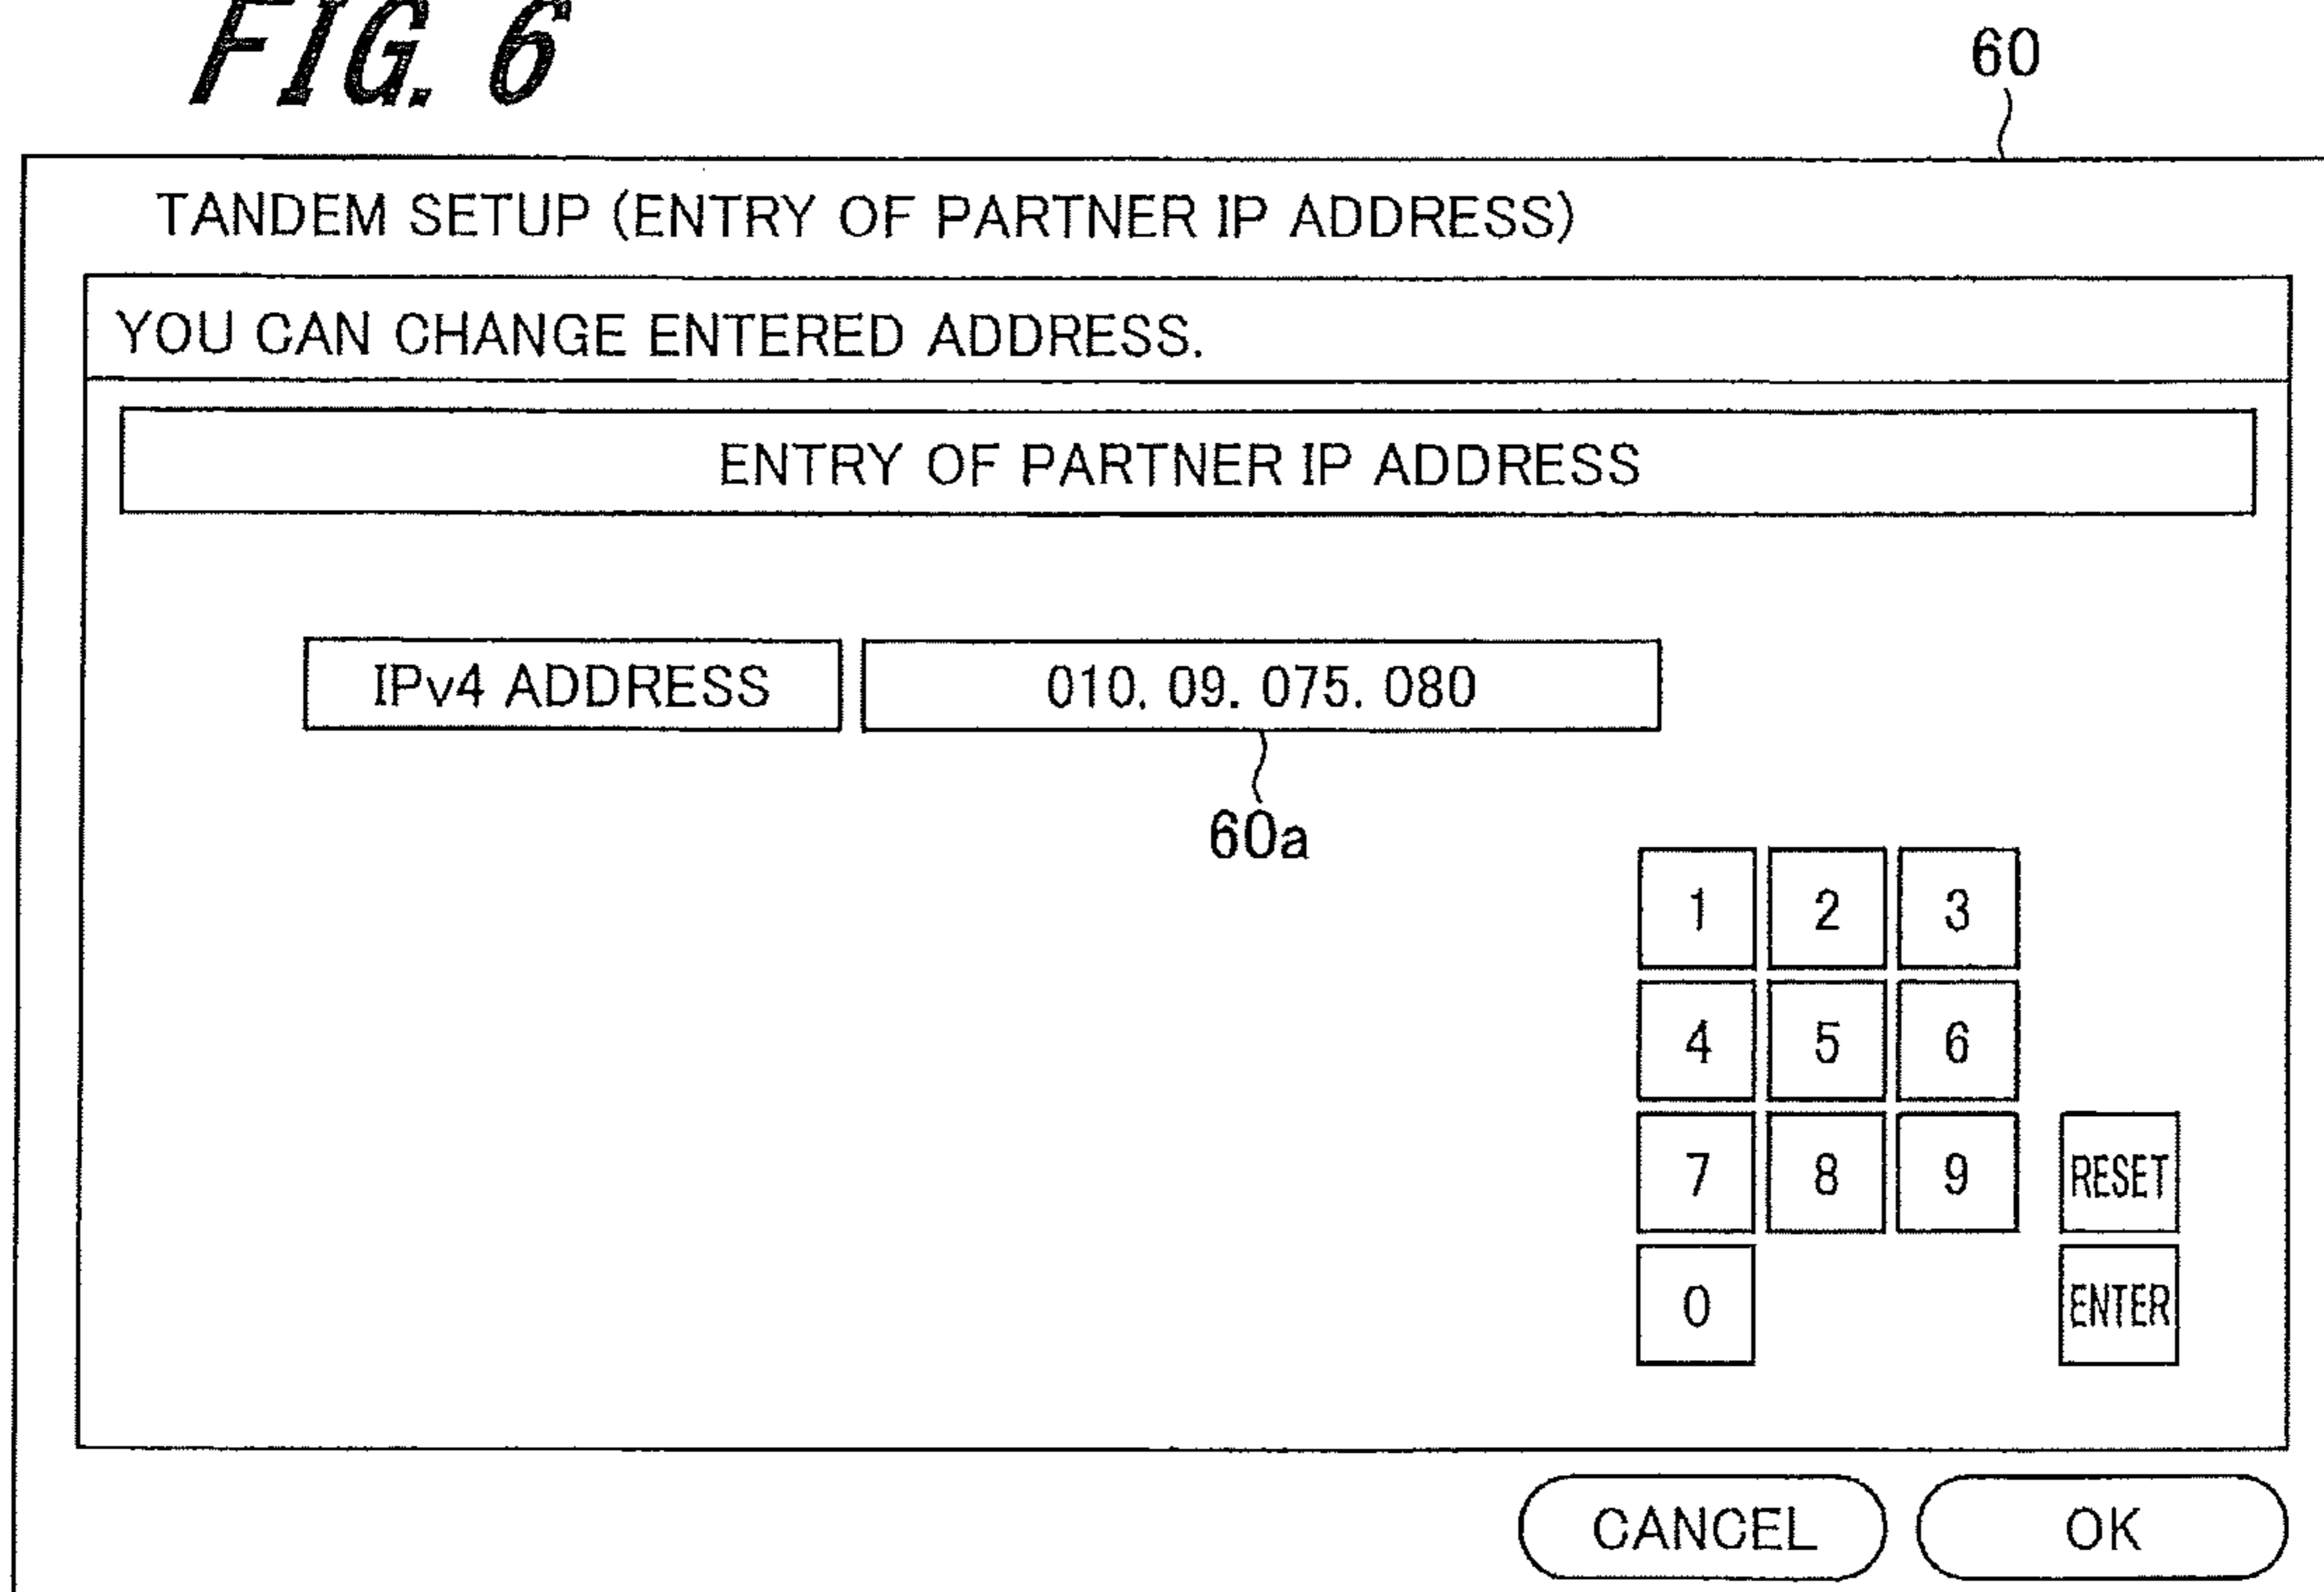 FIG. 6
60
TANDEM SETUP (ENTRY OF PARTNER IP ADDRESS)
YOU CAN CHANGE ENTERED ADDRESS.
ENTRY OF PARTNER IP ADDRESS
IPv4 ADDRESS 010. 09. 075. 080
60a
1 2 3
4 5 6
7 8 9 RESET
0 ENTER
CANCEL OK